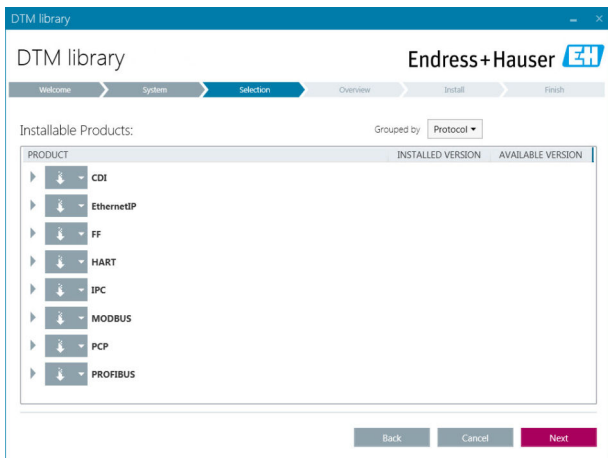 DTM library
DTM library
Endress+Hauser EH
Welcome System Selection Overview Install Finish
Installable Products:
Grouped by Protocol
PRODUCT INSTALLED VERSION AVAILABLE VERSION
CDI
EthernetIP
FF
HART
IPC
MODBUS
PCP
PROFIBUS
Back Cancel Next